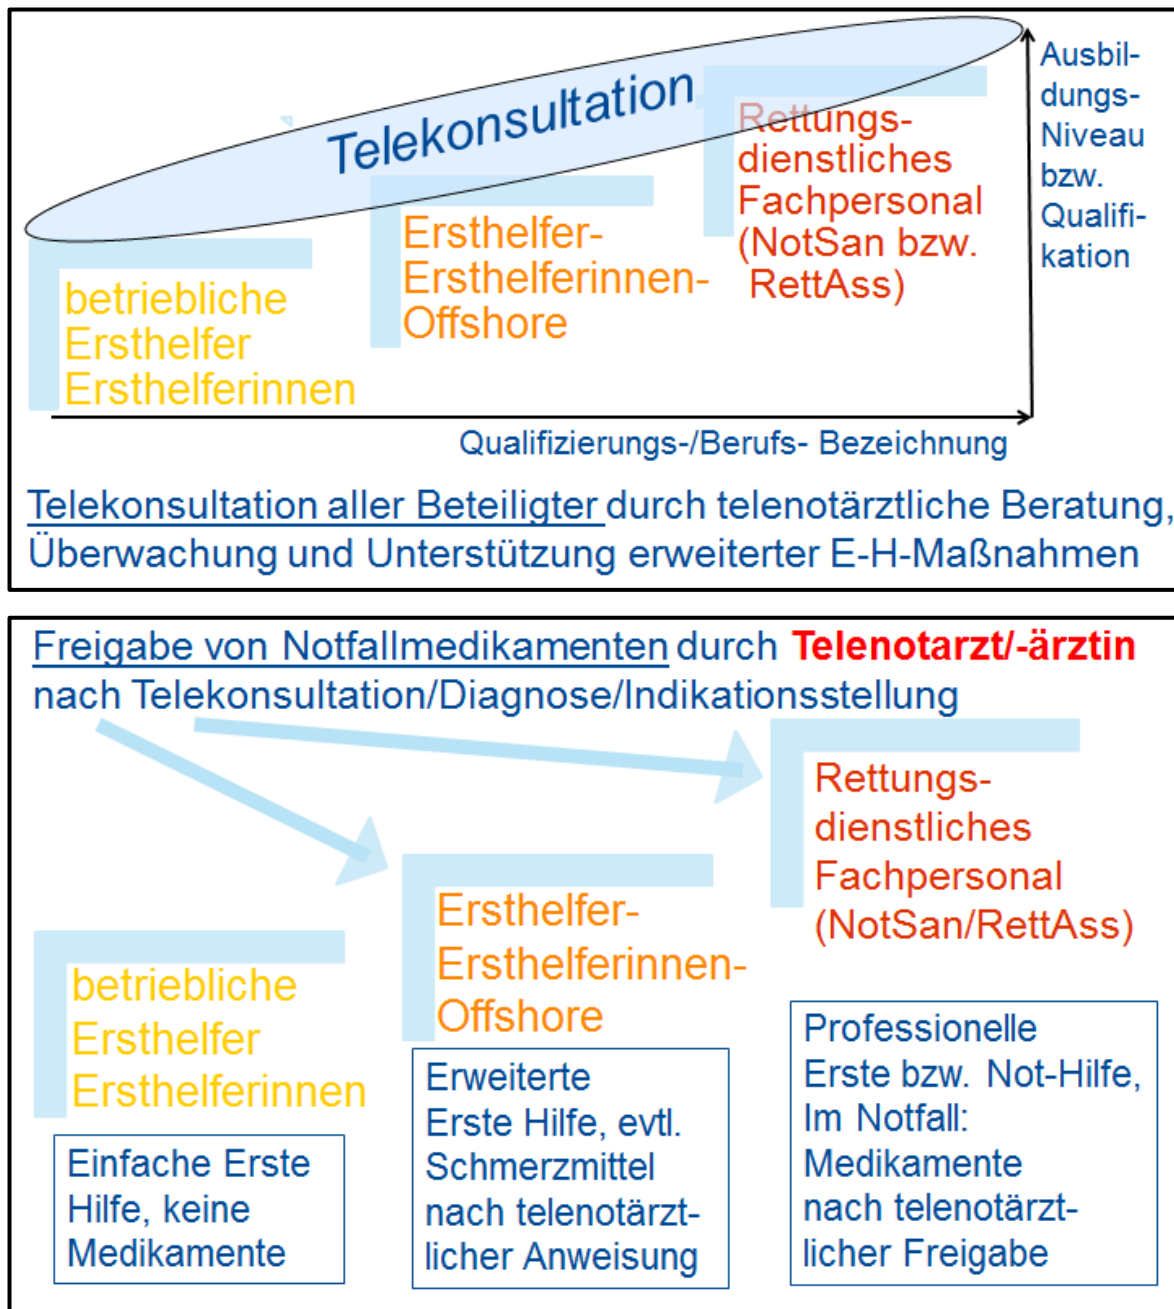 Telekonsultation
betriebliche
Ersthelfer
Ersthelferinnen
Ersthelfer-
Ersthelferinnen-
Offshore
Rettungs-
dienstliches
Fachpersonal
(NotSan bzw.
RettAss)
Ausbil-
dungs-
Niveau
bzw.
Qualifi-
kation
Qualifizierungs-/Berufs- Bezeichnung
Telekonsultation aller Beteiligter durch telenotärztliche Beratung,
Überwachung und Unterstützung erweiterter E-H-Maßnahmen
Freigabe von Notfallmedikamenten durch Telenotarzt/-ärztin
nach Telekonsultation/Diagnose/Indikationsstellung
betriebliche
Ersthelfer
Ersthelferinnen
Einfache Erste
Hilfe, keine
Medikamente
Ersthelfer-
Ersthelferinnen-
Offshore
Erweiterte
Erste Hilfe, evtl.
Schmerzmittel
nach telenotärzt-
licher Anweisung
Rettungs-
dienstliches
Fachpersonal
(NotSan/RettAss)
Professionelle
Erste bzw. Not-Hilfe,
Im Notfall:
Medikamente
nach telenotärzt-
licher Freigabe